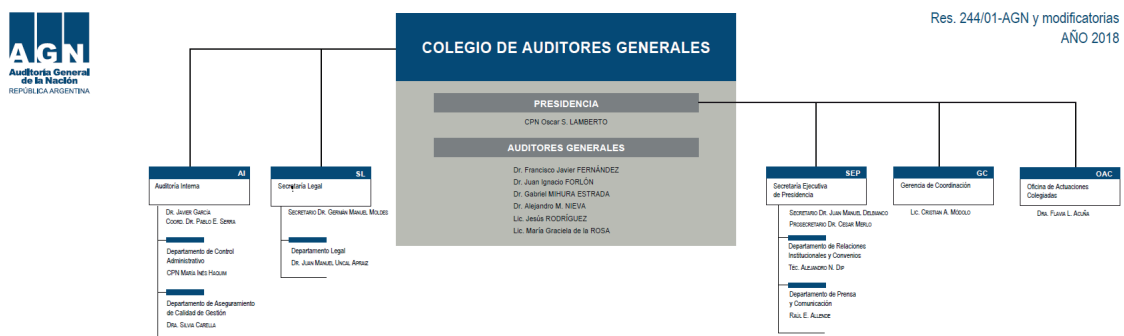 AGN
Auditoría General
de la Nación
REPÚBLICA ARGENTINA
Res. 244/01-AGN y modificatorias
AÑO 2018
COLEGIO DE AUDITORES GENERALES
PRESIDENCIA
CPN Oscar S. LAMBERTO
AUDITORES GENERALES
Dr. Francisco Javier FERNÁNDEZ
Dr. Juan Ignacio FORLÓN
Dr. Gabriel MIHURA ESTRADA
Dr. Alejandro M. NIEVA
Lic. Jesús RODRÍGUEZ
Lic. María Graciela de la ROSA
AI
Auditoría Interna
DR. JAVIER GARCÍA
COORD. DR. PABLO E. SERRA
Departamento de Control
Administrativo
CPN MARÍA INÉS HAQUIM
Departamento de Aseguramiento
de Calidad de Gestión
DRA. SILVIA CARELLA
SL
Secretaría Legal
SECRETARIO DR. GERMÁN MANUEL MOLDES
Departamento Legal
DR. JUAN MANUEL UNCAL APRAIZ
SEP
Secretaría Ejecutiva
de Presidencia
SECRETARIO DR. JUAN MANUEL DELBIANCO
PROSECRETARIO DR. CESAR MERLO
Departamento de Relaciones
Institucionales y Convenios
TÉC. ALEJANDRO N. DIP
Departamento de Prensa
y Comunicación
RAÚL E. ALLENDE
GC
Gerencia de Coordinación
LIC. CRISTIAN A. MODOLO
OAC
Oficina de Actuaciones
Colegiadas
DRA. FLAVIA L. ACUÑA